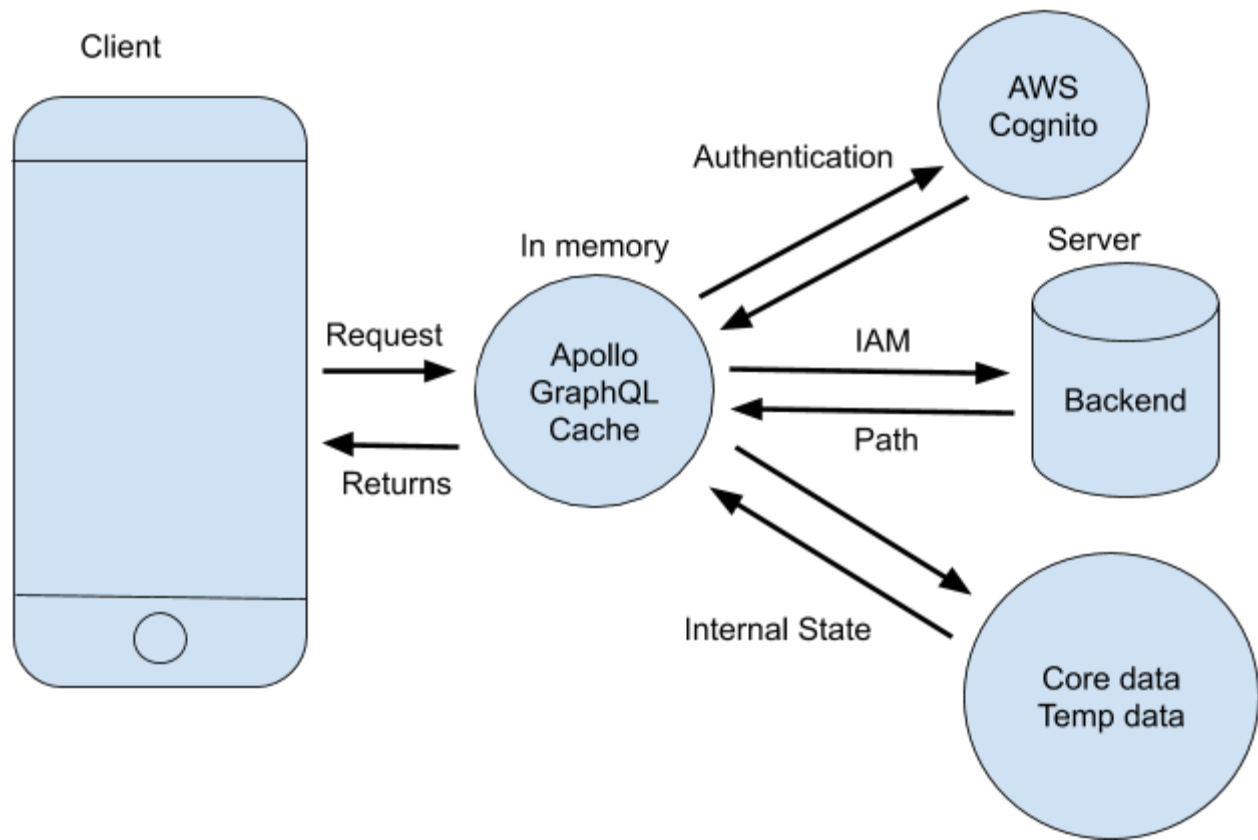 Client
AWS
Cognito
Authentication
In memory
Server
Request
Apollo
GraphQL
Cache
IAM
Backend
Path
Returns
Internal State
Core data
Temp data